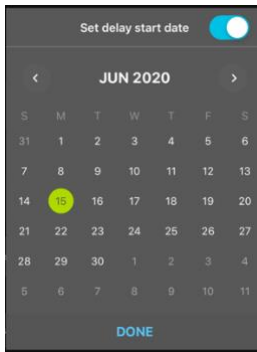 Set delay start date
< JUN 2020 >
S M T W T F S
31 1 2 3 4 5 6
7 8 9 10 11 12 13
14 15 16 17 18 19 20
21 22 23 24 25 26 27
28 29 30 1 2 3 4
5 6 7 8 9 10 11
DONE